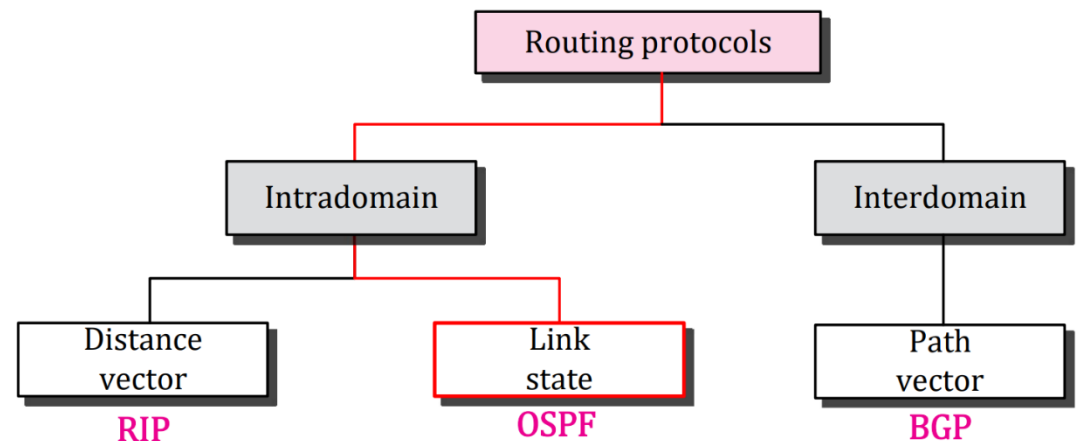 Routing protocols
Intradomain
Interdomain
Distance
vector
Link
state
Path
vector
RIP
OSPF
BGP